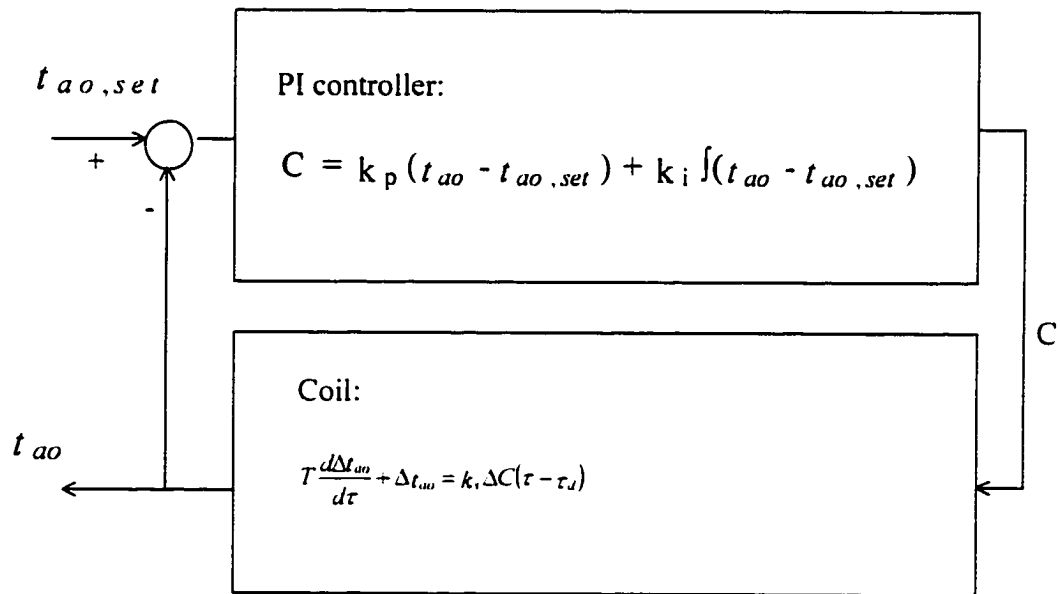 t ao,set
+
-
PI controller:
C = k p (t ao - t ao,set) + k i ∫(t ao - t ao,set)
C
Coil:
T dΔt ao / dτ + Δt ao = k s ΔC(τ - τ d)
t ao